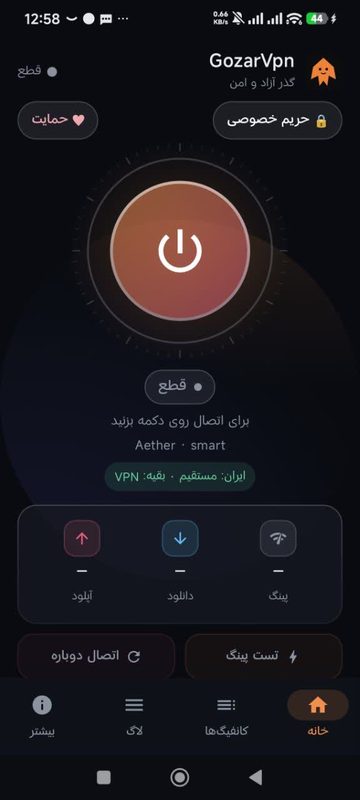 12:58
0.66 KB/s
44
GozarVpn
گذر آزاد و امن
قطع
حریم خصوصی
حمایت
قطع
برای اتصال روی دکمه بزنید
Aether · smart
ایران: مستقیم · بقیه: VPN
پینگ
دانلود
آپلود
تست پینگ
اتصال دوباره
خانه
کانفیگ‌ها
لاگ
بیشتر